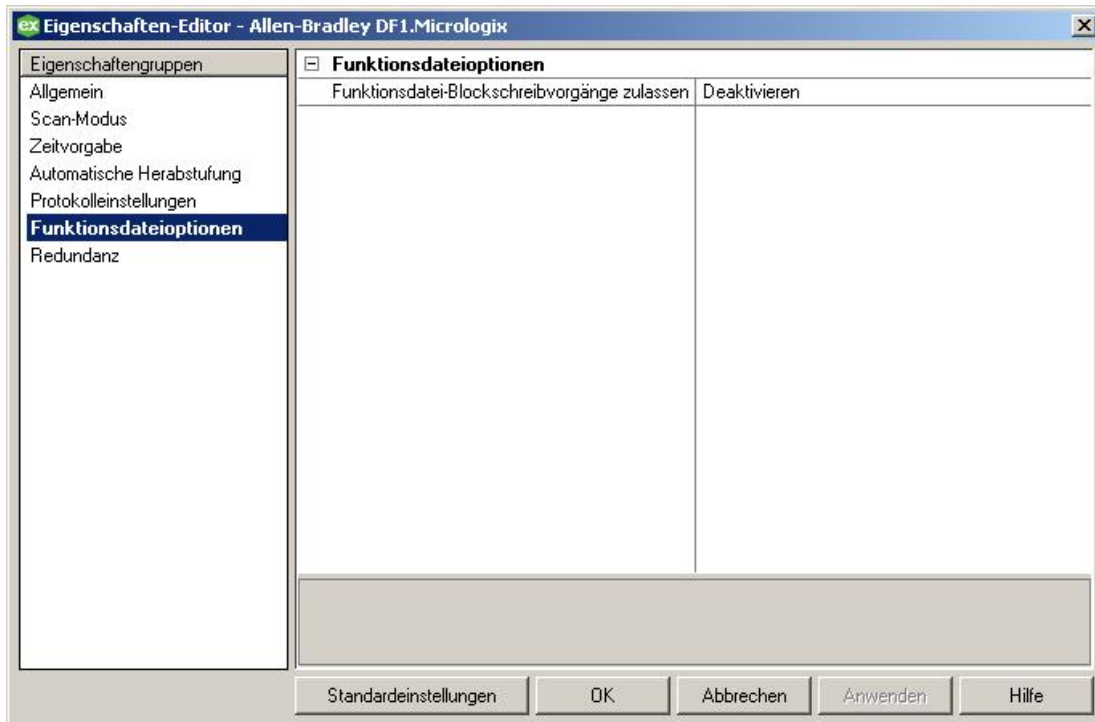 ex Eigenschaften-Editor - Allen-Bradley DF1.Micrologix
Eigenschaftengruppen
Allgemein
Scan-Modus
Zeitvorgabe
Automatische Herabstufung
Protokolleinstellungen
Funktionsdateioptionen
Redundanz
Funktionsdateioptionen
Funktionsdatei-Blockschreibvorgänge zulassen Deaktivieren
Standardeinstellungen OK Abbrechen Anwenden Hilfe